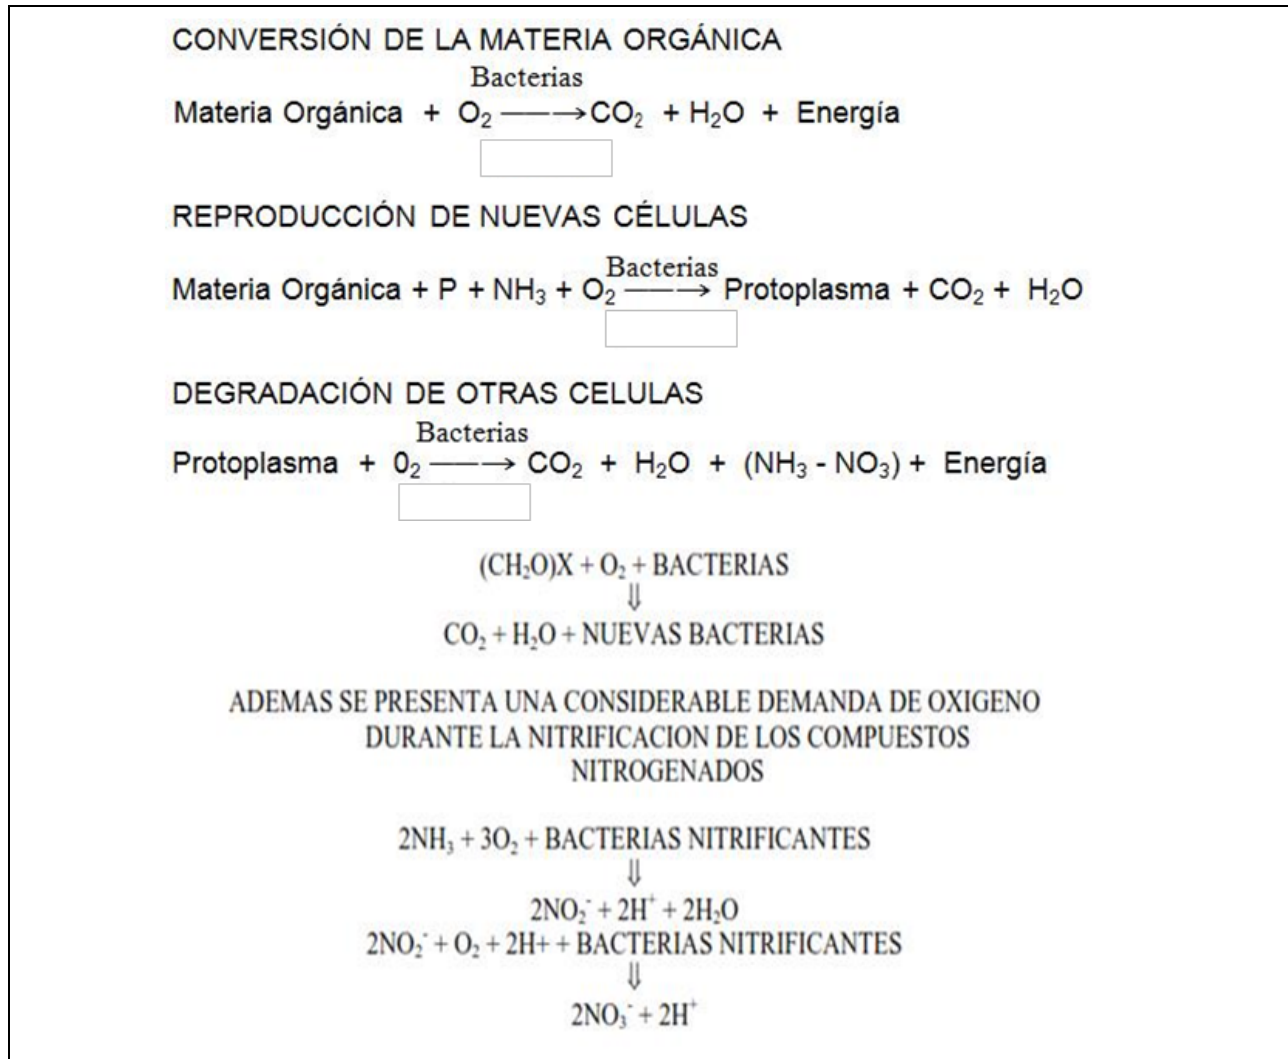 CONVERSIÓN DE LA MATERIA ORGÁNICA
Bacterias
Materia Orgánica + O₂ ⟶ CO₂ + H₂O + Energía
REPRODUCCIÓN DE NUEVAS CÉLULAS
Bacterias
Materia Orgánica + P + NH₃ + O₂ ⟶ Protoplasma + CO₂ + H₂O
DEGRADACIÓN DE OTRAS CELULAS
Bacterias
Protoplasma + 0₂ ⟶ CO₂ + H₂O + (NH₃ - NO₃) + Energía
(CH₂O)X + O₂ + BACTERIAS
⇓
CO₂ + H₂O + NUEVAS BACTERIAS
ADEMAS SE PRESENTA UNA CONSIDERABLE DEMANDA DE OXIGENO
DURANTE LA NITRIFICACION DE LOS COMPUESTOS
NITROGENADOS
2NH₃ + 3O₂ + BACTERIAS NITRIFICANTES
⇓
2NO₂⁻ + 2H⁺ + 2H₂O
2NO₂⁻ + O₂ + 2H+ + BACTERIAS NITRIFICANTES
⇓
2NO₃⁻ + 2H⁺